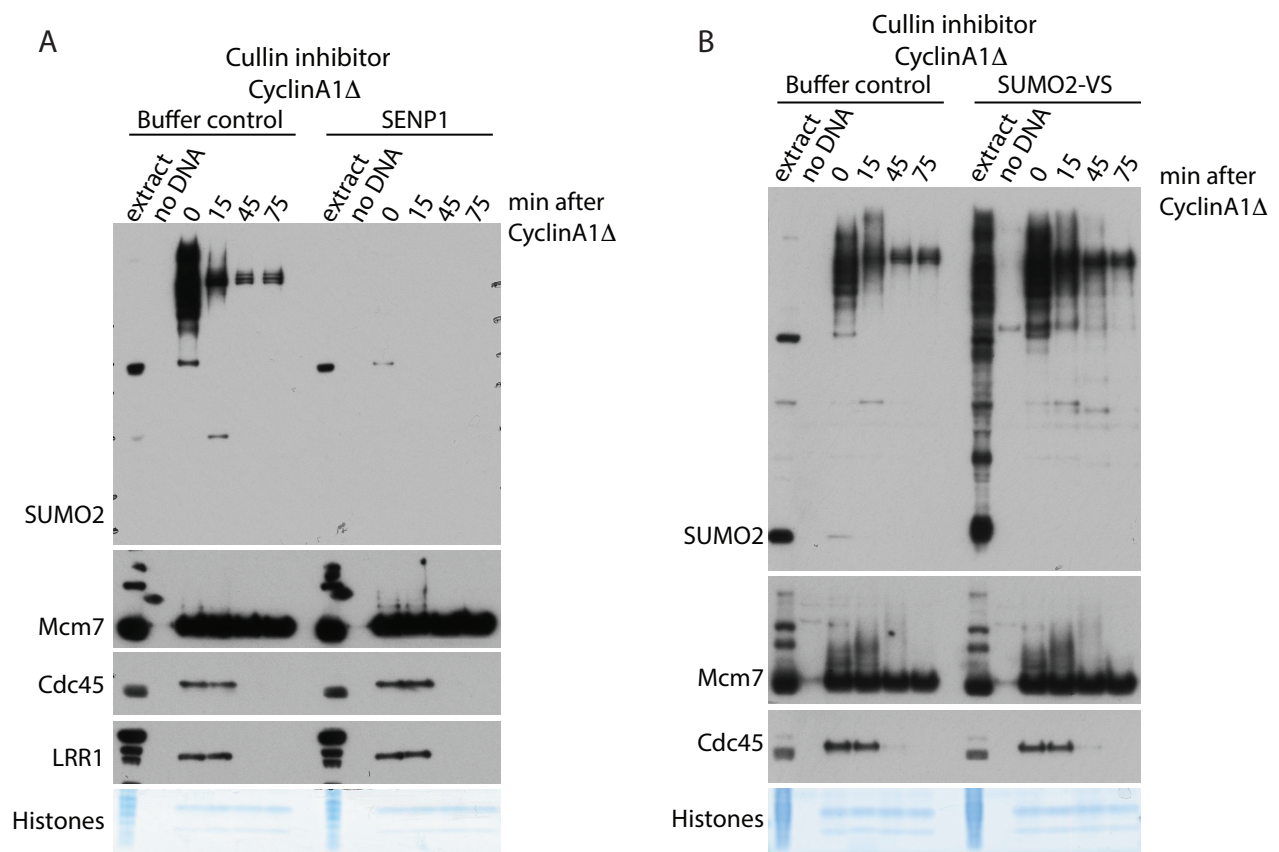 A
Cullin inhibitor
CyclinA1Δ
Buffer control SENP1
extract no DNA 0 15 45 75 extract no DNA 0 15 45 75 min after
CyclinA1Δ
SUMO2
Mcm7
Cdc45
LRR1
Histones
B
Cullin inhibitor
CyclinA1Δ
Buffer control SUMO2-VS
extract no DNA 0 15 45 75 extract no DNA 0 15 45 75 min after
CyclinA1Δ
SUMO2
Mcm7
Cdc45
Histones